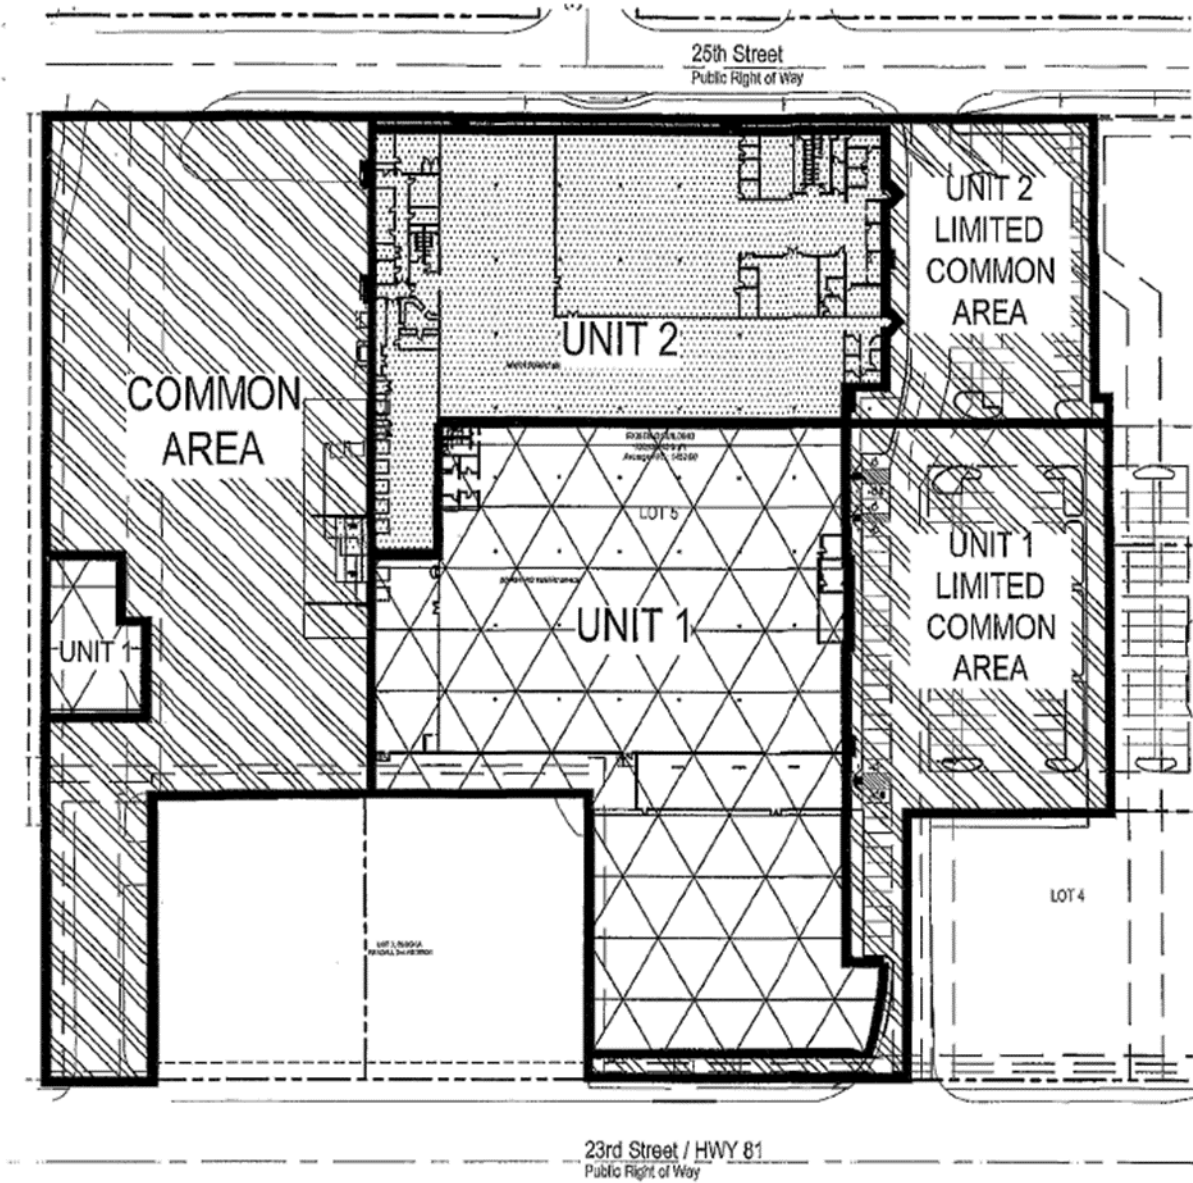 25th Street
Public Right of Way
UNIT 2
LIMITED
COMMON
AREA
UNIT 2
COMMON
AREA
LOT 5
UNIT 1
LIMITED
COMMON
AREA
UNIT 1
UNIT 1
LOT 4
23rd Street / HWY 81
Public Right of Way